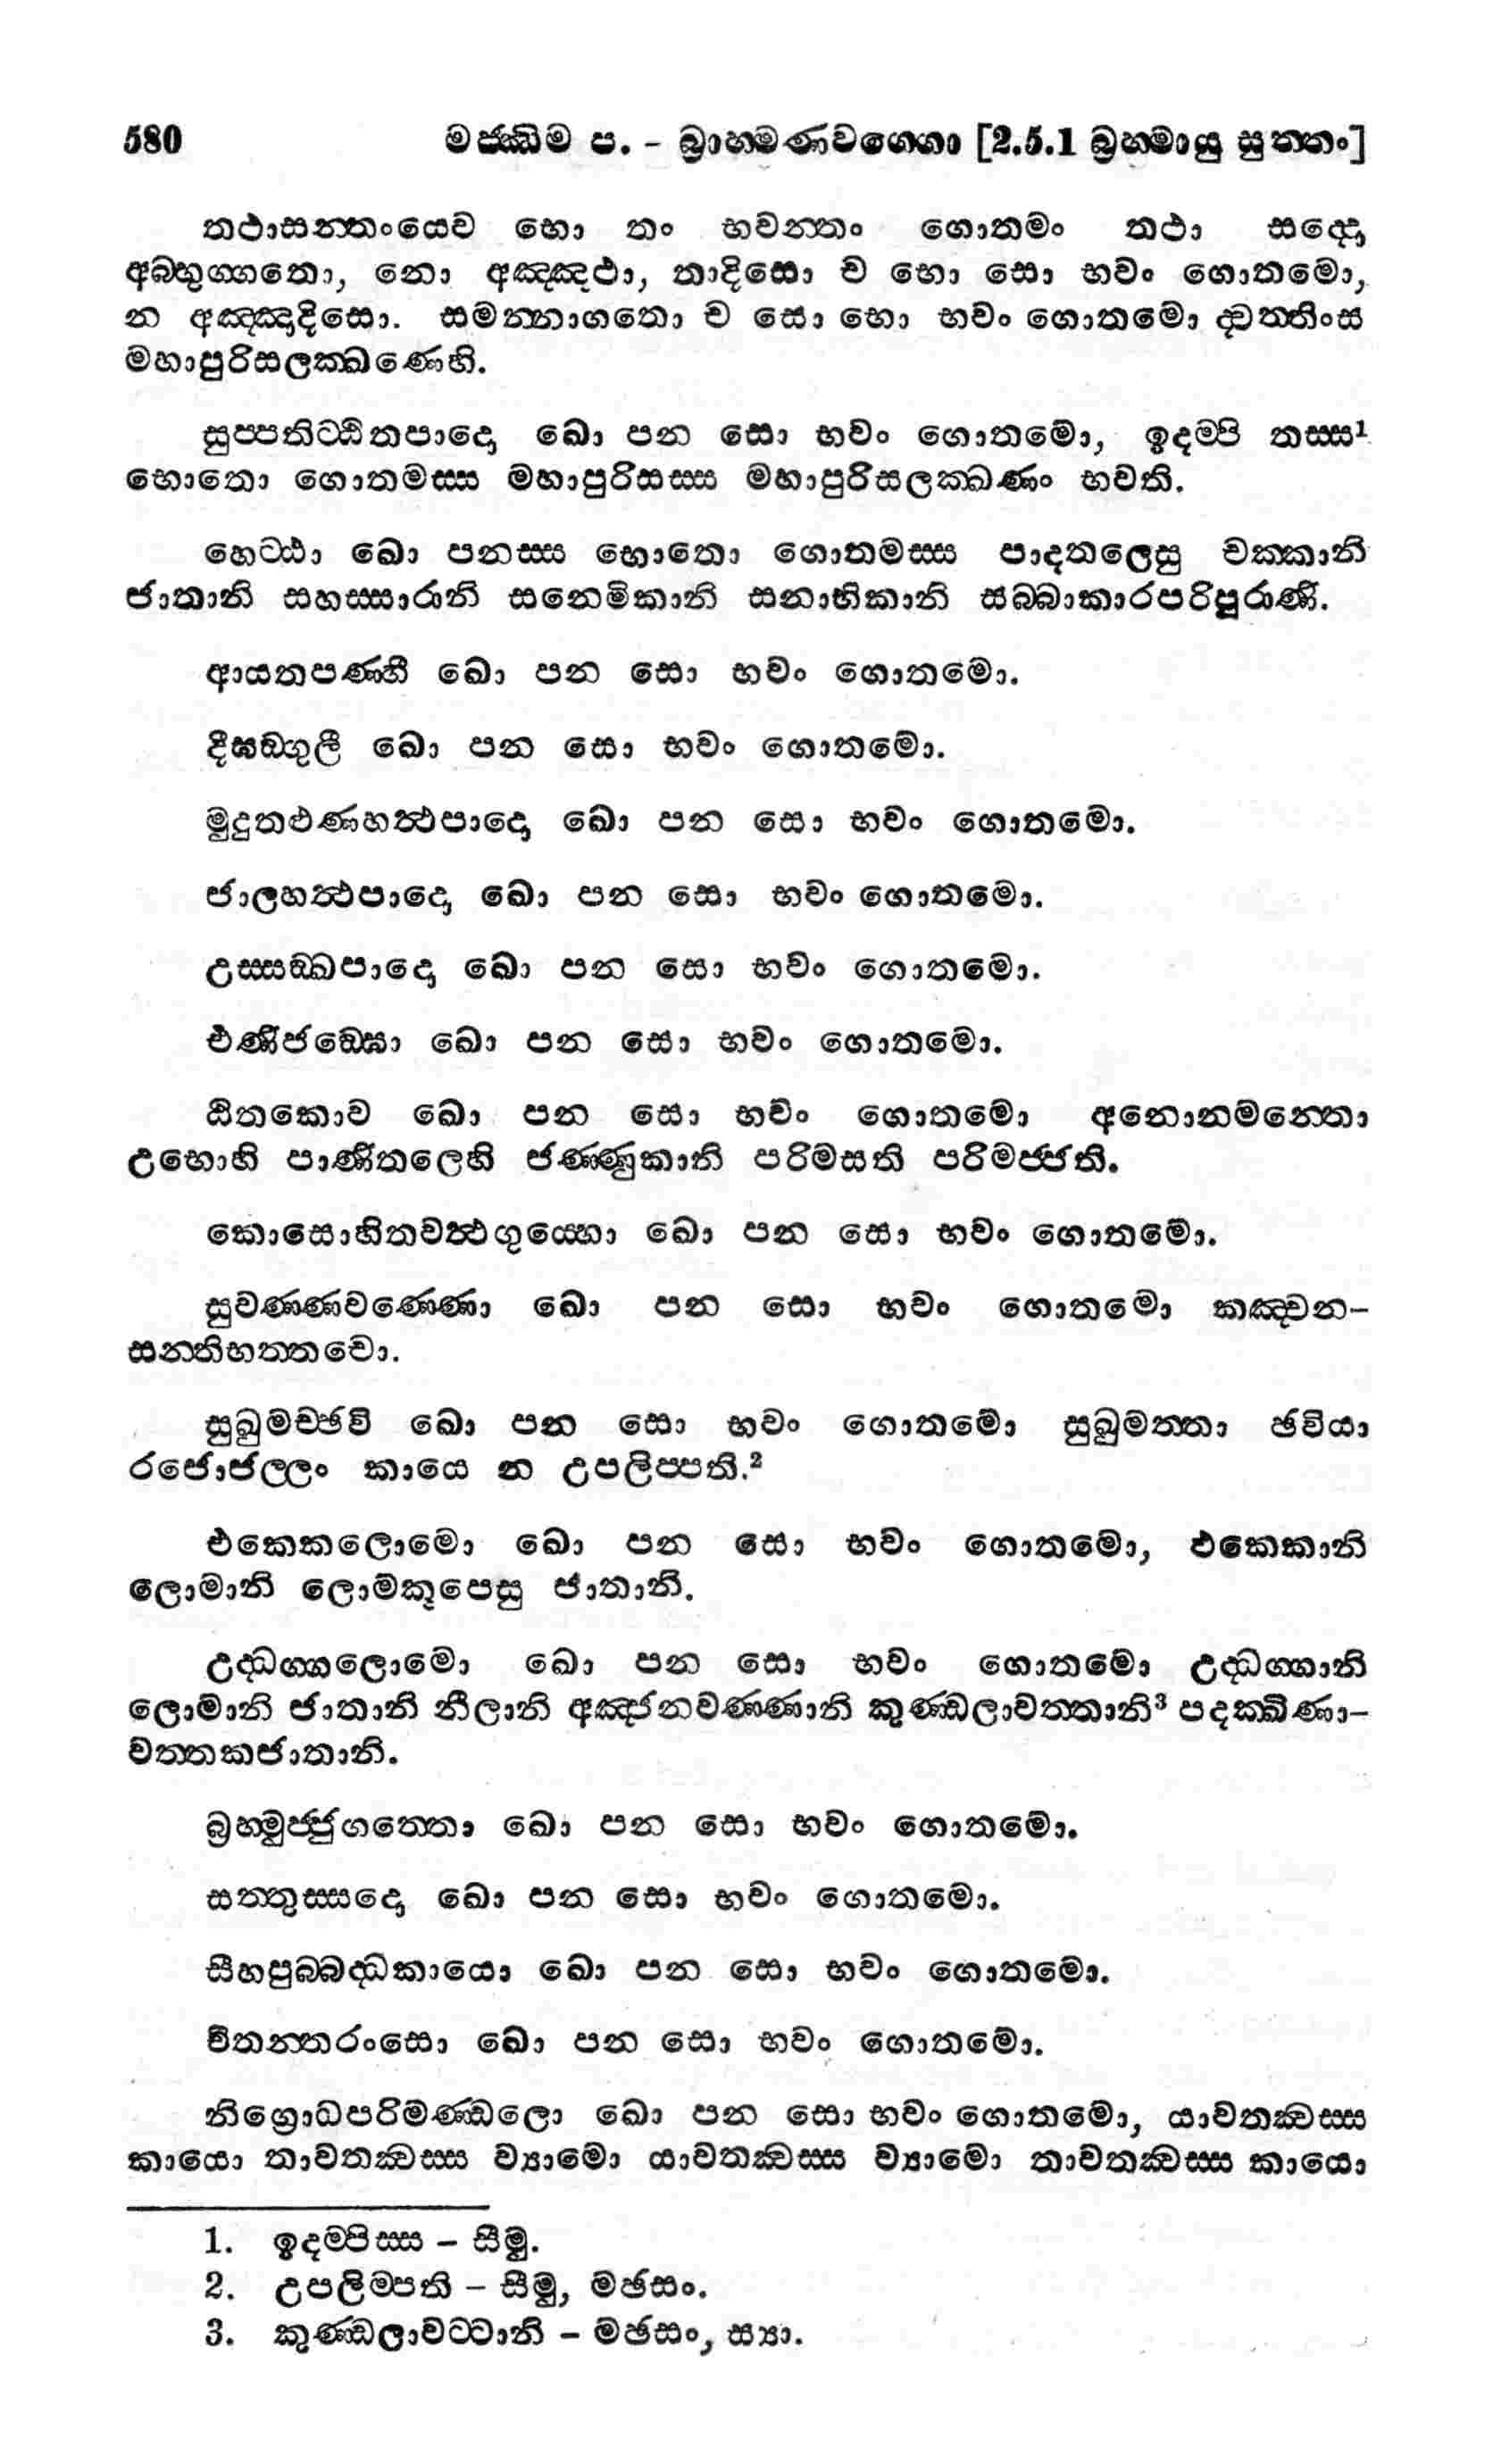 580 මජ්ඣිම ප. - බ්‍රාහ්මණවග්ගො [2.5.1 බ්‍රහ්මායු සුත්තං]
තථාසන්තංයෙව භො තං භවන්තං ගොතමං තථා සද්දො
අබ්භුග්ගතො, නො අඤ්ඤථා, තාදිසො ච භො සො භවං ගොතමො,
න අඤ්ඤාදිසො. සමන්නාගතො ච සො භො භවං ගොතමො ද්වත්තිංස
මහාපුරිසලක්ඛණෙහි.
සුප්පතිට්ඨිතපාදො ඛො පන සො භවං ගොතමො, ඉදම්පි තස්ස¹
භොතො ගොතමස්ස මහාපුරිසස්ස මහාපුරිසලක්ඛණං භවති.
හෙට්ඨා ඛො පනස්ස භොතො ගොතමස්ස පාදතලෙසු චක්කානි
ජාතානි සහස්සාරානි සනෙමිකානි සනාභිකානි සබ්බාකාරපරිපූරාණි.
ආයතපණ්හී ඛො පන සො භවං ගොතමො.
දීඝඞ්ගුලී ඛො පන සො භවං ගොතමො.
මුදුතළුණහත්ථපාදො ඛො පන සො භවං ගොතමො.
ජාලහත්ථපාදො ඛො පන සො භවං ගොතමො.
උස්සඞ්ඛපාදො ඛො පන සො භවං ගොතමො.
එණිජඞ්ඝො ඛො පන සො භවං ගොතමො.
ඨිතකොව ඛො පන සො භවං ගොතමො අනොනමන්තො
උභොහි පාණිතලෙහි ජණ්ණුකානි පරිමසති පරිමජ්ජති.
කොසොහිතවත්ථගුය්හො ඛො පන සො භවං ගොතමො.
සුවණ්ණවණ්ණො ඛො පන සො භවං ගොතමො කඤ්චන-
සන්තිභත්තචො.
සුඛුමච්ඡවි ඛො පන සො භවං ගොතමො සුඛුමත්තා ඡවියා
රජොජල්ලං කායෙ න උපලිප්පති.²
එකෙකලොමො ඛො පන සො භවං ගොතමො, එකෙකානි
ලොමානි ලොමකූපෙසු ජාතානි.
උද්ධග්ගලොමො ඛො පන සො භවං ගොතමො උද්ධග්ගානි
ලොමානි ජාතානි නීලානි අඤ්ජනවණ්ණානි කුණ්ඩලාවත්තානි³ පදක්ඛිණා-
වත්තකජාතානි.
බ්‍රහ්මුජ්ජුගත්තො ඛො පන සො භවං ගොතමො.
සත්තුස්සදො ඛො පන සො භවං ගොතමො.
සීහපුබ්බද්ධකායො ඛො පන සො භවං ගොතමො.
චිතන්තරංසො ඛො පන සො භවං ගොතමො.
නිග්‍රොධපරිමණ්ඩලො ඛො පන සො භවං ගොතමො, යාවතක්වස්ස
කායො තාවතක්වස්ස ව්‍යාමො යාවතක්වස්ස ව්‍යාමො තාවතක්වස්ස කායො
1. ඉදම්පිස්ස - සීමු.
2. උපලිම්පති - සීමු, මඡසං.
3. කුණ්ඩලාවට්ටානි - මඡසං, ස්‍යා.